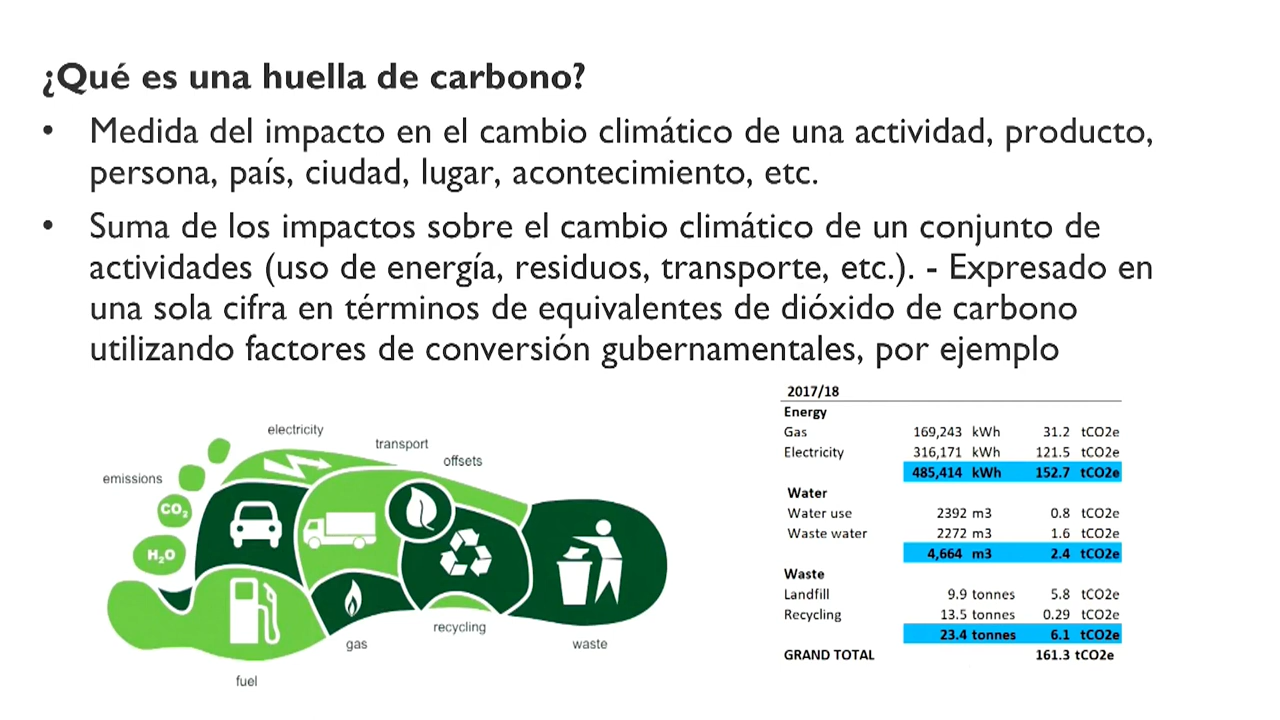 ¿Qué es una huella de carbono?
• Medida del impacto en el cambio climático de una actividad, producto,
persona, país, ciudad, lugar, acontecimiento, etc.
• Suma de los impactos sobre el cambio climático de un conjunto de
actividades (uso de energía, residuos, transporte, etc.). - Expresado en
una sola cifra en términos de equivalentes de dióxido de carbono
utilizando factores de conversión gubernamentales, por ejemplo
electricity
transport
offsets
emissions
CO₂
H₂O
recycling
gas
waste
fuel
2017/18
Energy
Gas 169,243 kWh 31.2 tCO2e
Electricity 316,171 kWh 121.5 tCO2e
485,414 kWh 152.7 tCO2e
Water
Water use 2392 m3 0.8 tCO2e
Waste water 2272 m3 1.6 tCO2e
4,664 m3 2.4 tCO2e
Waste
Landfill 9.9 tonnes 5.8 tCO2e
Recycling 13.5 tonnes 0.29 tCO2e
23.4 tonnes 6.1 tCO2e
GRAND TOTAL 161.3 tCO2e